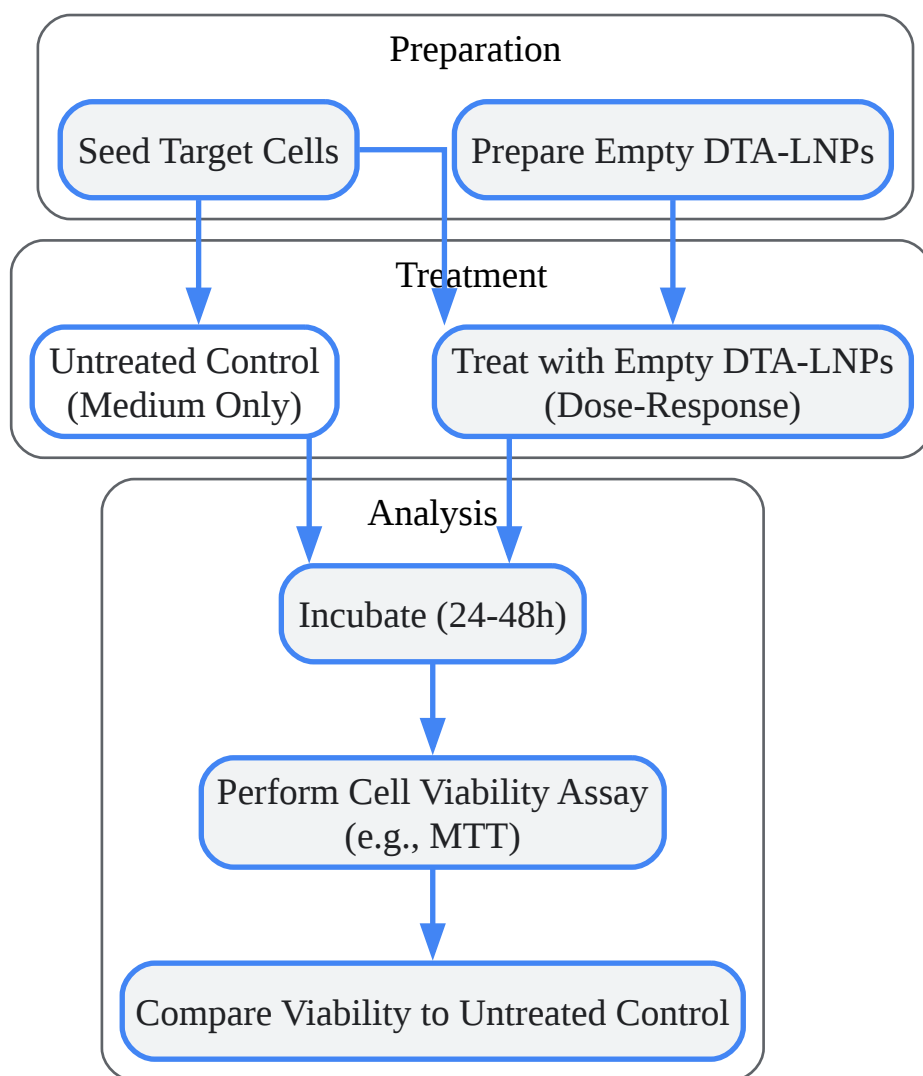 Preparation
Seed Target Cells
Prepare Empty DTA-LNPs
Treatment
Untreated Control
(Medium Only)
Treat with Empty DTA-LNPs
(Dose-Response)
Analysis
Incubate (24-48h)
Perform Cell Viability Assay
(e.g., MTT)
Compare Viability to Untreated Control